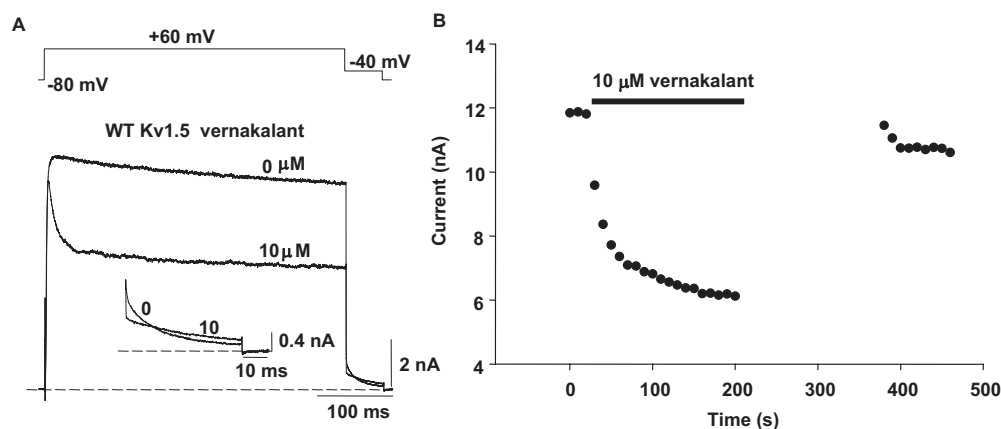 A
+60 mV
-40 mV
-80 mV
WT Kv1.5 vernakalant
0 μM
10 μM
0
10
0.4 nA
10 ms
2 nA
100 ms
B
10 μM vernakalant
14
12
10
8
6
4
Current (nA)
0
100
200
300
400
500
Time (s)